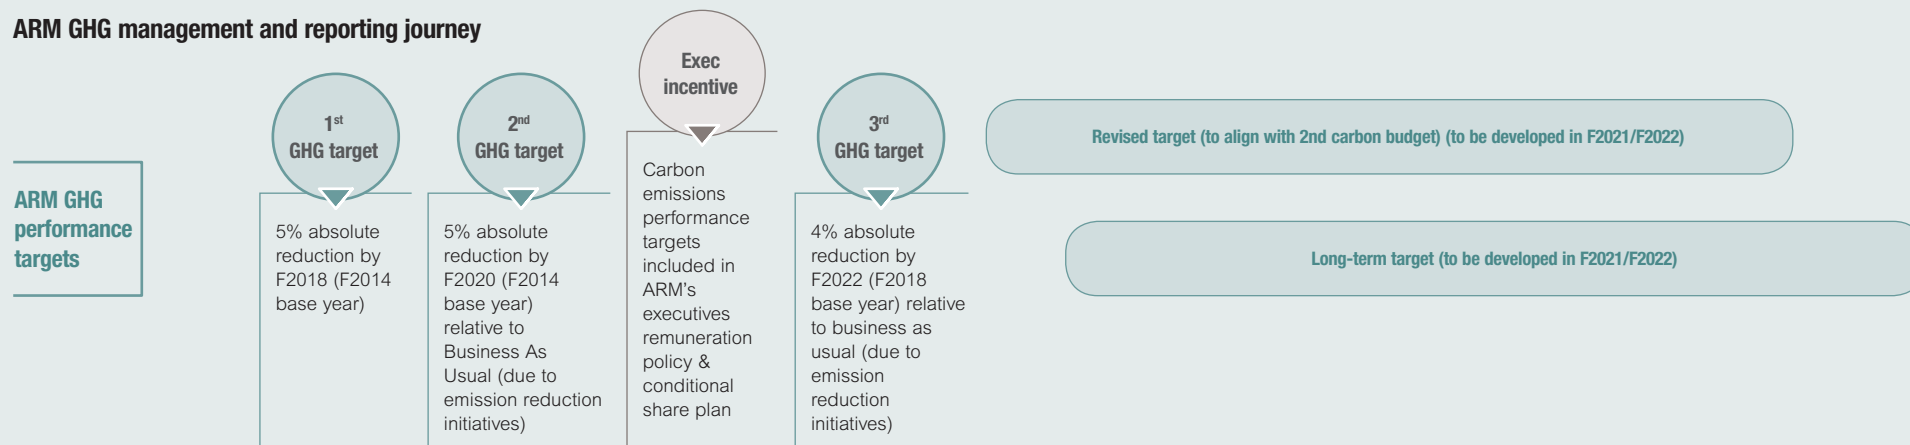 ARM GHG management and reporting journey
ARM GHG
performance
targets
1st
GHG target
5% absolute
reduction by
F2018 (F2014
base year)
2nd
GHG target
5% absolute
reduction by
F2020 (F2014
base year)
relative to
Business As
Usual (due to
emission reduction
initiatives)
Exec
incentive
Carbon
emissions
performance
targets
included in
ARM’s
executives
remuneration
policy &
conditional
share plan
3rd
GHG target
4% absolute
reduction by
F2022 (F2018
base year) relative
to business as
usual (due to
emission
reduction
initiatives)
Revised target (to align with 2nd carbon budget) (to be developed in F2021/F2022)
Long-term target (to be developed in F2021/F2022)